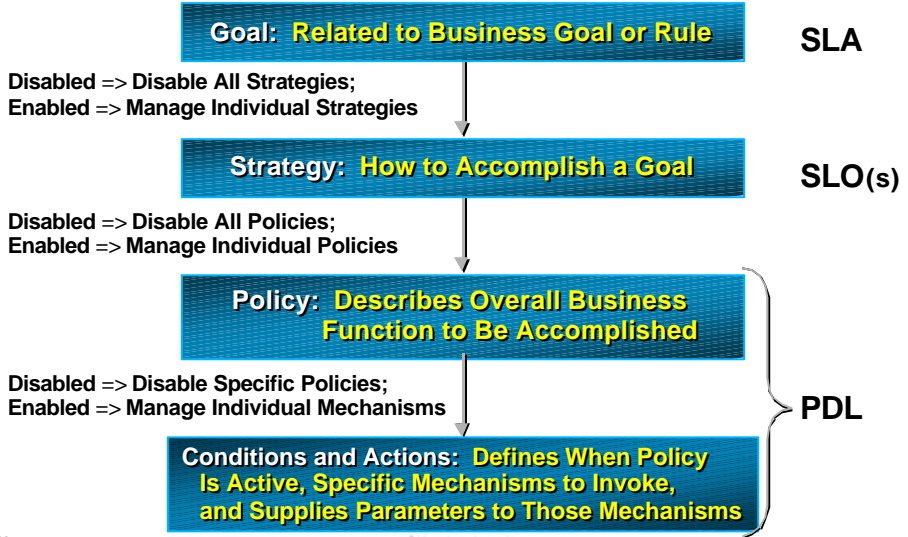 Goal: Related to Business Goal or Rule
SLA
Disabled => Disable All Strategies;
Enabled => Manage Individual Strategies
Strategy: How to Accomplish a Goal
SLO(s)
Disabled => Disable All Policies;
Enabled => Manage Individual Policies
Policy: Describes Overall Business
Function to Be Accomplished
Disabled => Disable Specific Policies;
Enabled => Manage Individual Mechanisms
PDL
Conditions and Actions: Defines When Policy
Is Active, Specific Mechanisms to Invoke,
and Supplies Parameters to Those Mechanisms